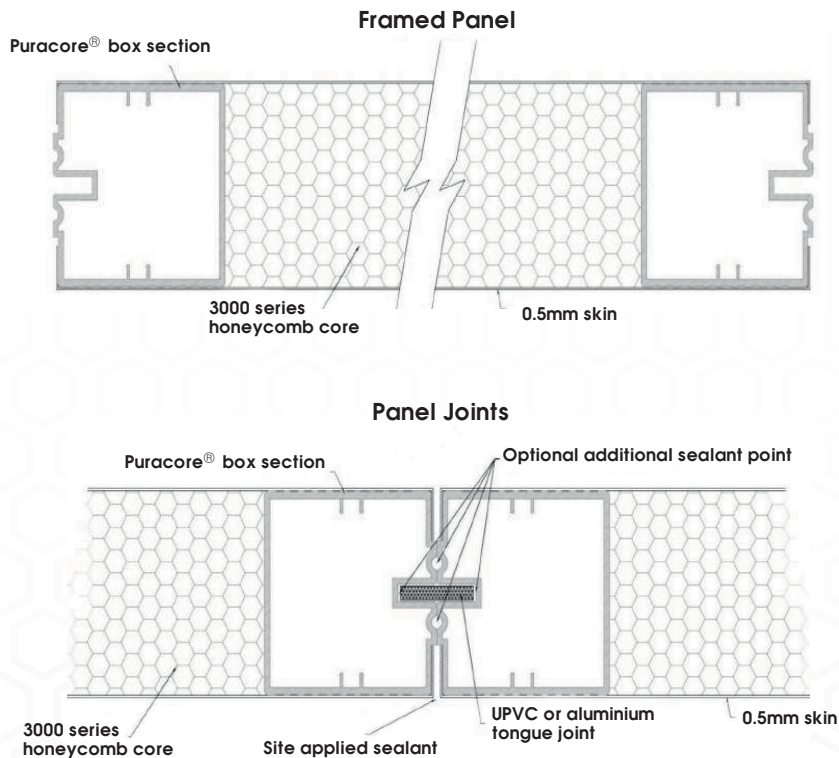 Framed Panel
Puracore® box section
3000 series
honeycomb core
0.5mm skin
Panel Joints
Puracore® box section
Optional additional sealant point
3000 series
honeycomb core
Site applied sealant
UPVC or aluminium
tongue joint
0.5mm skin